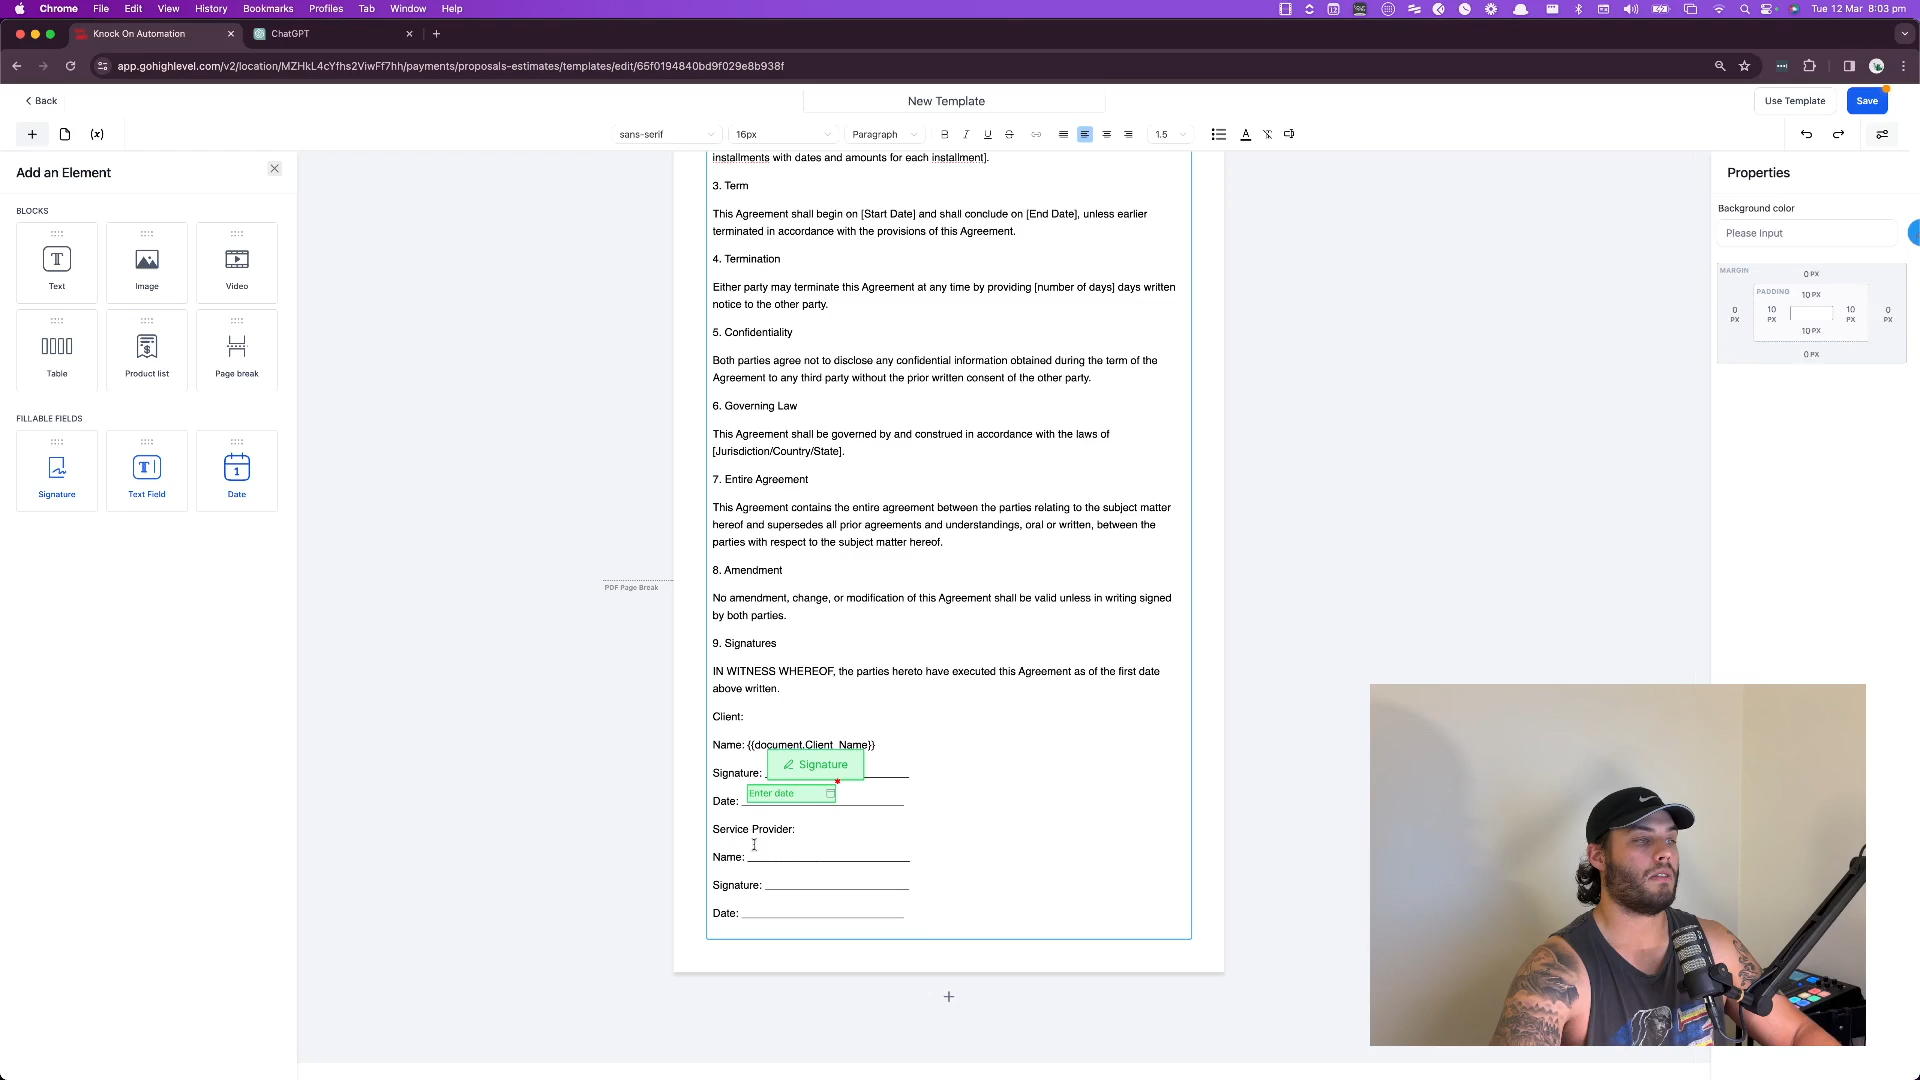 Chrome File Edit View History Bookmarks Profiles Tab Window Help Tue 12 Mar 8:03 pm
Knock On Automation ChatGPT
app.gohighlevel.com/v2/location/MZHkL4cYfhs2ViwFf7hh/payments/proposals-estimates/templates/edit/65f0194840bd9f029e8b938f
Back New Template Use Template Save
(x) sans-serif 16px Paragraph B I U S 1.5 A
Add an Element
BLOCKS
Text Image Video
Table Product list Page break
FILLABLE FIELDS
Signature Text Field Date
installments with dates and amounts for each installment].
3. Term
This Agreement shall begin on [Start Date] and shall conclude on [End Date], unless earlier
terminated in accordance with the provisions of this Agreement.
4. Termination
Either party may terminate this Agreement at any time by providing [number of days] days written
notice to the other party.
5. Confidentiality
Both parties agree not to disclose any confidential information obtained during the term of the
Agreement to any third party without the prior written consent of the other party.
6. Governing Law
This Agreement shall be governed by and construed in accordance with the laws of
[Jurisdiction/Country/State].
7. Entire Agreement
This Agreement contains the entire agreement between the parties relating to the subject matter
hereof and supersedes all prior agreements and understandings, oral or written, between the
parties with respect to the subject matter hereof.
PDF Page Break
8. Amendment
No amendment, change, or modification of this Agreement shall be valid unless in writing signed
by both parties.
9. Signatures
IN WITNESS WHEREOF, the parties hereto have executed this Agreement as of the first date
above written.
Client:
Name: {{document.Client_Name}}
Signature: Signature
Date: Enter date
Service Provider:
Name: ___________________________
Signature: ________________________
Date: ___________________________
Properties
Background color
Please Input
MARGIN
0 PX
PADDING
10 PX
0 PX 10 PX 10 PX 0 PX
10 PX
0 PX